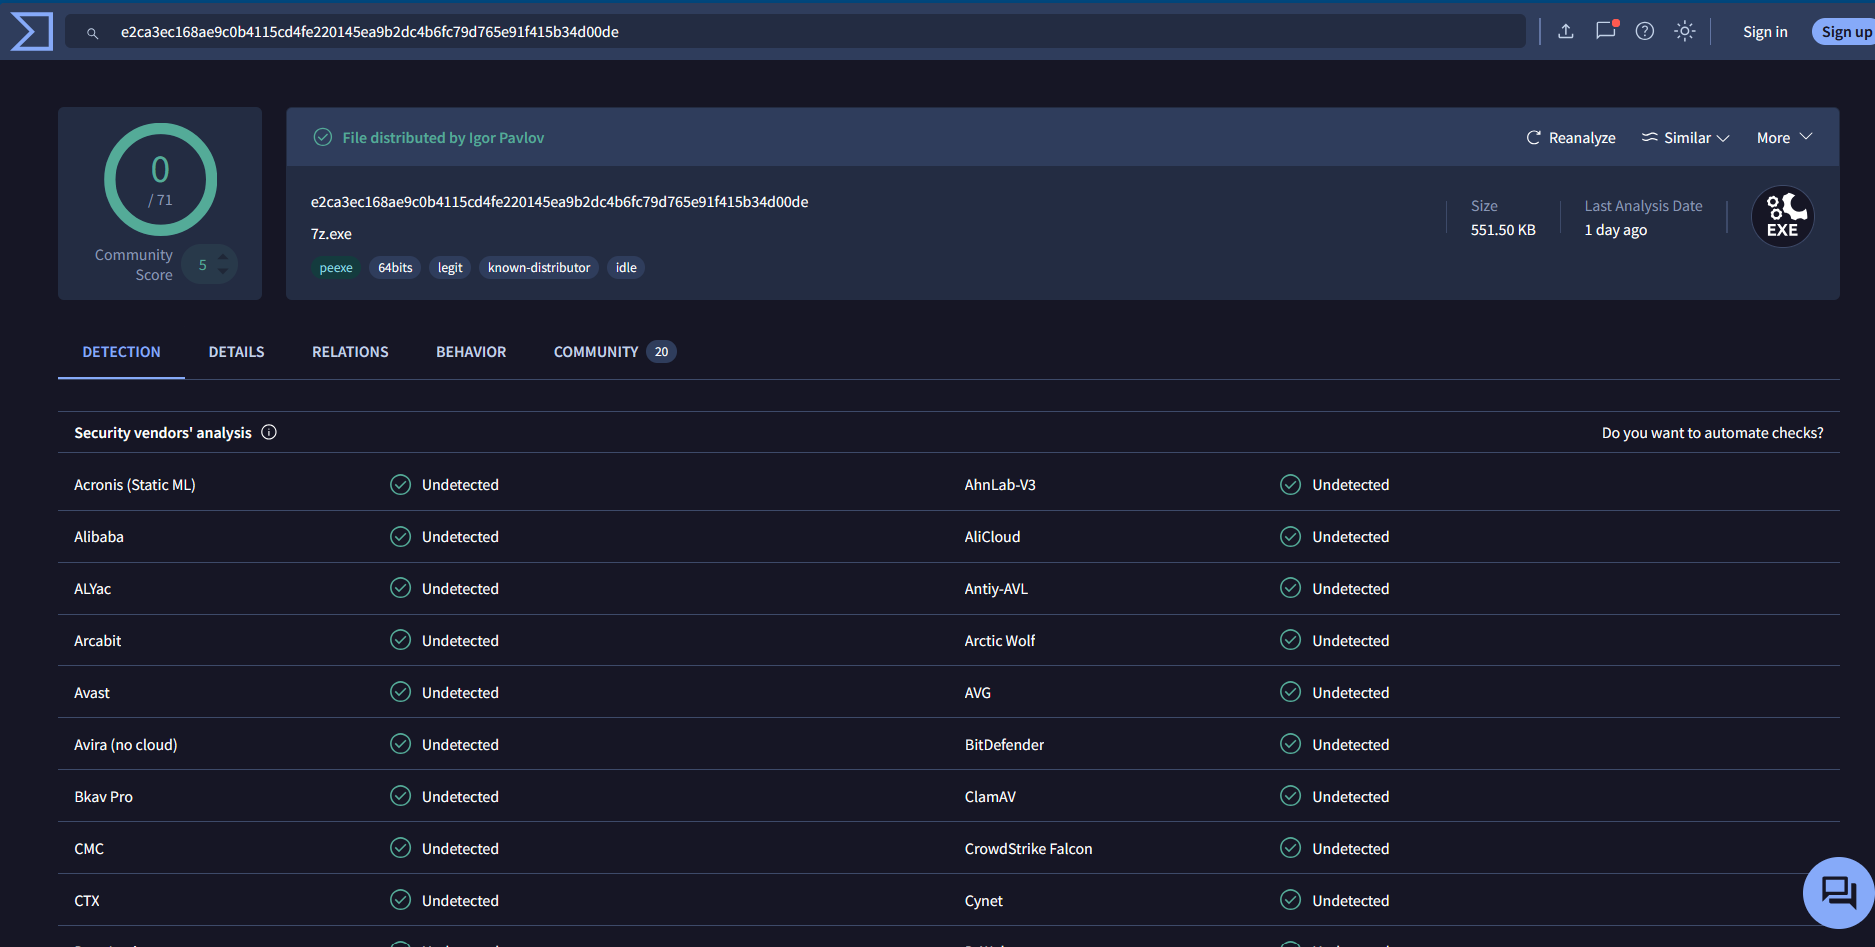 e2ca3ec168ae9c0b4115cd4fe220145ea9b2dc4b6fc79d765e91f415b34d00de
Sign in
Sign up
0
/ 71
Community
Score
5
File distributed by Igor Pavlov
Reanalyze
Similar
More
e2ca3ec168ae9c0b4115cd4fe220145ea9b2dc4b6fc79d765e91f415b34d00de
7z.exe
peexe 64bits legit known-distributor idle
Size
551.50 KB
Last Analysis Date
1 day ago
EXE
DETECTION DETAILS RELATIONS BEHAVIOR COMMUNITY 20
Security vendors' analysis
Do you want to automate checks?
Acronis (Static ML) Undetected AhnLab-V3 Undetected
Alibaba Undetected AliCloud Undetected
ALYac Undetected Antiy-AVL Undetected
Arcabit Undetected Arctic Wolf Undetected
Avast Undetected AVG Undetected
Avira (no cloud) Undetected BitDefender Undetected
Bkav Pro Undetected ClamAV Undetected
CMC Undetected CrowdStrike Falcon Undetected
CTX Undetected Cynet Undetected